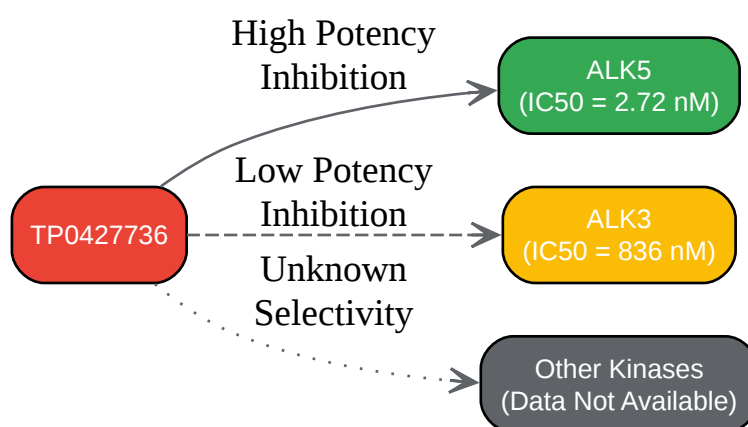 High Potency
Inhibition
ALK5
(IC50 = 2.72 nM)
Low Potency
Inhibition
TP0427736
ALK3
(IC50 = 836 nM)
Unknown
Selectivity
Other Kinases
(Data Not Available)